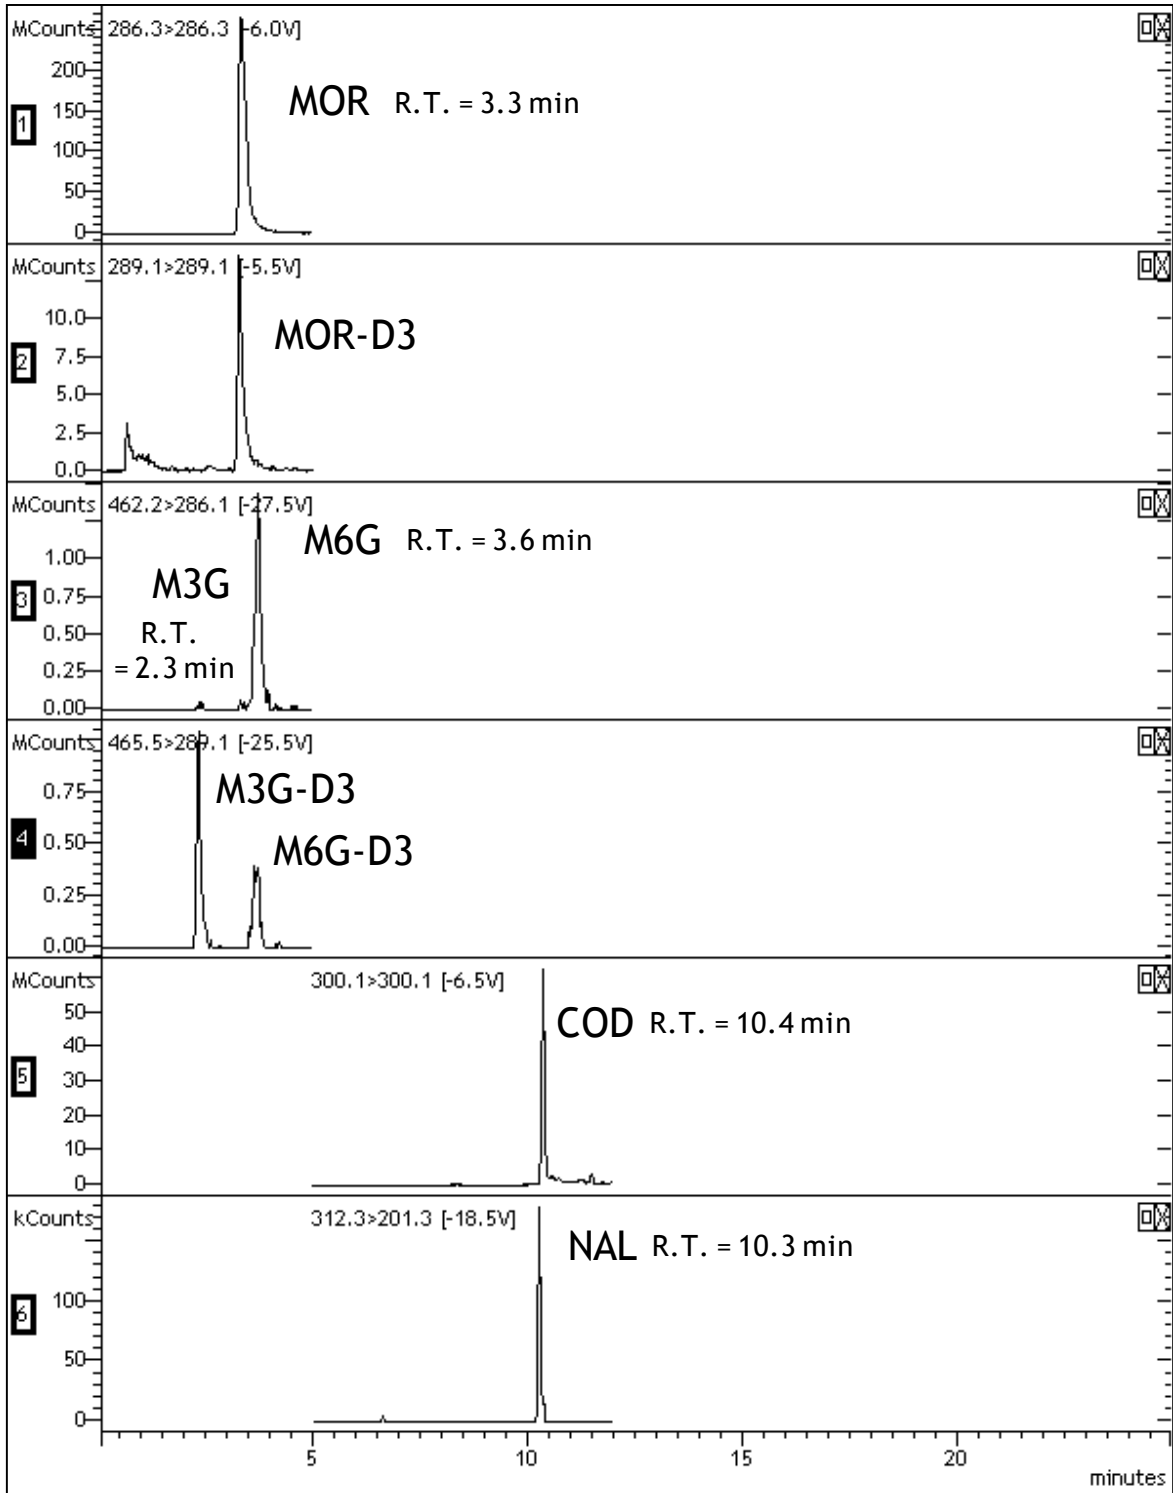 MCounts 286.3>286.3 [-6.0V]
200
150
100
50
0
1
MOR R.T. = 3.3 min
MCounts 289.1>289.1 [-5.5V]
10.0
7.5
5.0
2.5
0.0
2
MOR-D3
MCounts 462.2>286.1 [-27.5V]
1.00
0.75
0.50
0.25
0.00
3
M6G R.T. = 3.6 min
M3G
R.T.
= 2.3 min
MCounts 465.5>289.1 [-25.5V]
0.75
0.50
0.25
0.00
4
M3G-D3
M6G-D3
MCounts 300.1>300.1 [-6.5V]
50
40
30
20
10
0
5
COD R.T. = 10.4 min
kCounts 312.3>201.3 [-18.5V]
100
50
0
6
NAL R.T. = 10.3 min
5 10 15 20
minutes